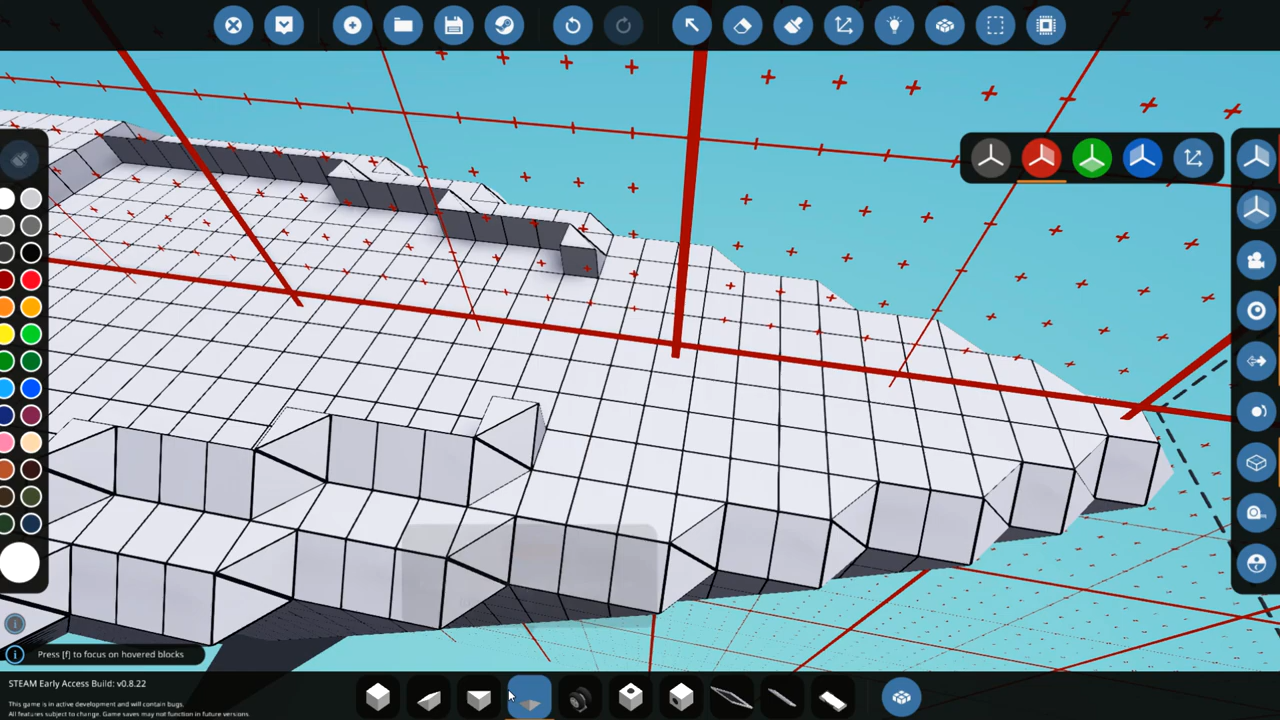 Press [f] to focus on hovered blocks
STEAM Early Access Build: v0.8.22
This game is in active development and will contain bugs.
All features subject to change. Game saves may not function in future versions.